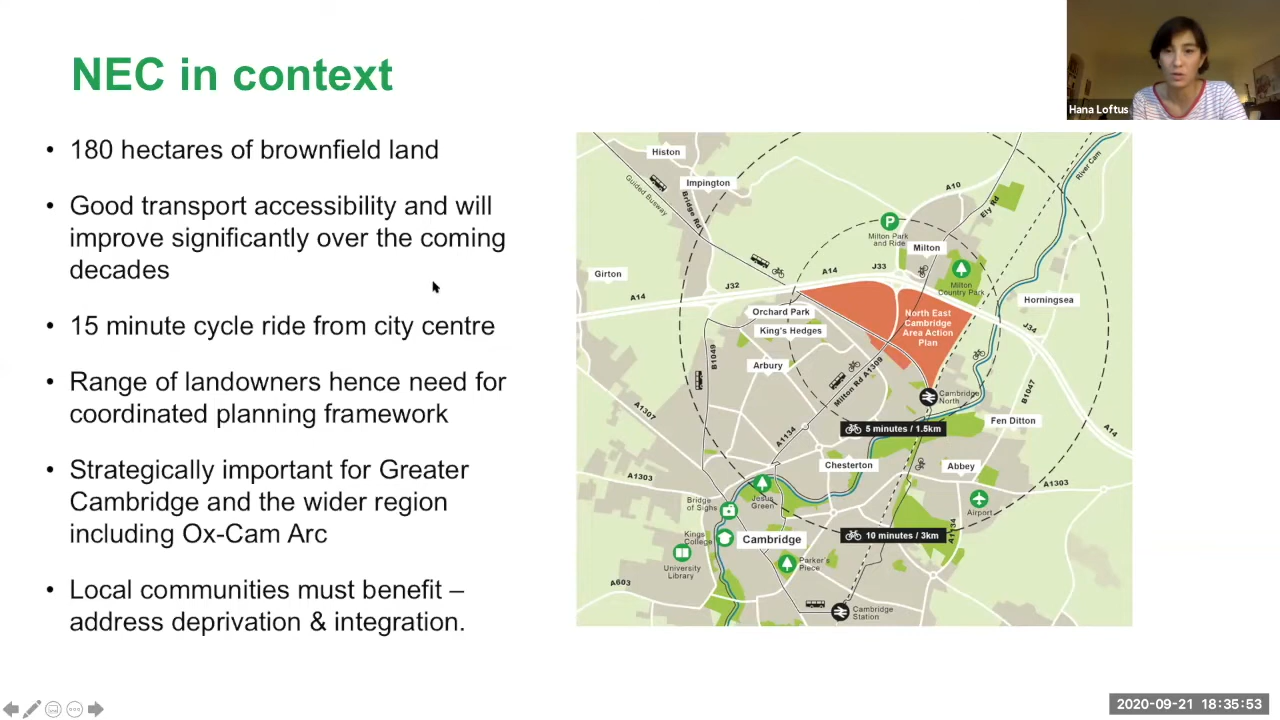 NEC in context
Hana Loftus
• 180 hectares of brownfield land
• Good transport accessibility and will
improve significantly over the coming
decades
• 15 minute cycle ride from city centre
• Range of landowners hence need for
coordinated planning framework
• Strategically important for Greater
Cambridge and the wider region
including Ox-Cam Arc
• Local communities must benefit –
address deprivation & integration.
Histon
Impington
Guided Busway
Bridge Rd
A10
Ely Rd
River Cam
P
Milton Park
and Ride
Milton
Girton
A14
J32
A14
J33
Milton
Country Park
Horningsea
Orchard Park
King's Hedges
North East
Cambridge
Area Action
Plan
J34
B1049
Arbury
Milton Rd A1309
Cambridge
North
B1047
A1307
5 minutes / 1.5km
Fen Ditton
A14
A1134
Chesterton
Abbey
A1303
A1303
Jesus
Green
Bridge
of Sighs
Airport
Kings
College
Cambridge
10 minutes / 3km
A1134
University
Library
Parker's
Piece
A603
Cambridge
Station
2020-09-21 18:35:53